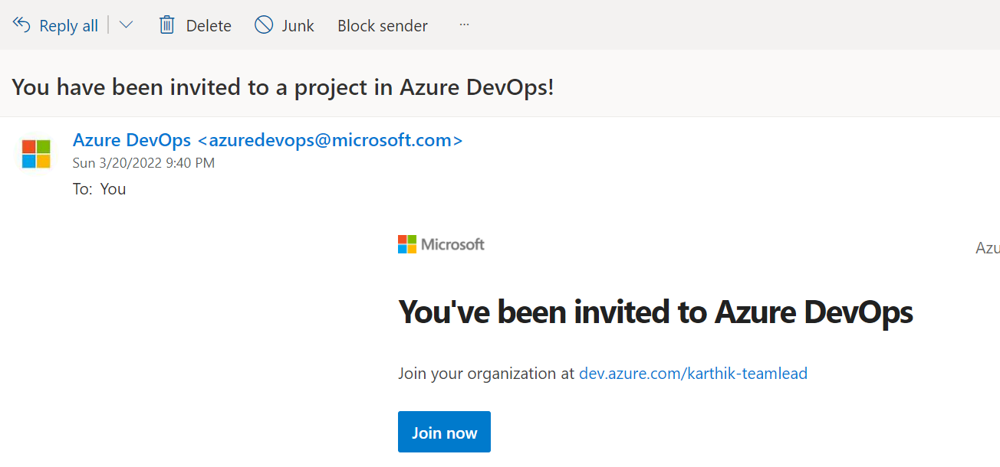 Reply all Delete Junk Block sender ...
You have been invited to a project in Azure DevOps!
Azure DevOps <azuredevops@microsoft.com>
Sun 3/20/2022 9:40 PM
To: You
Microsoft
Azu
You've been invited to Azure DevOps
Join your organization at dev.azure.com/karthik-teamlead
Join now